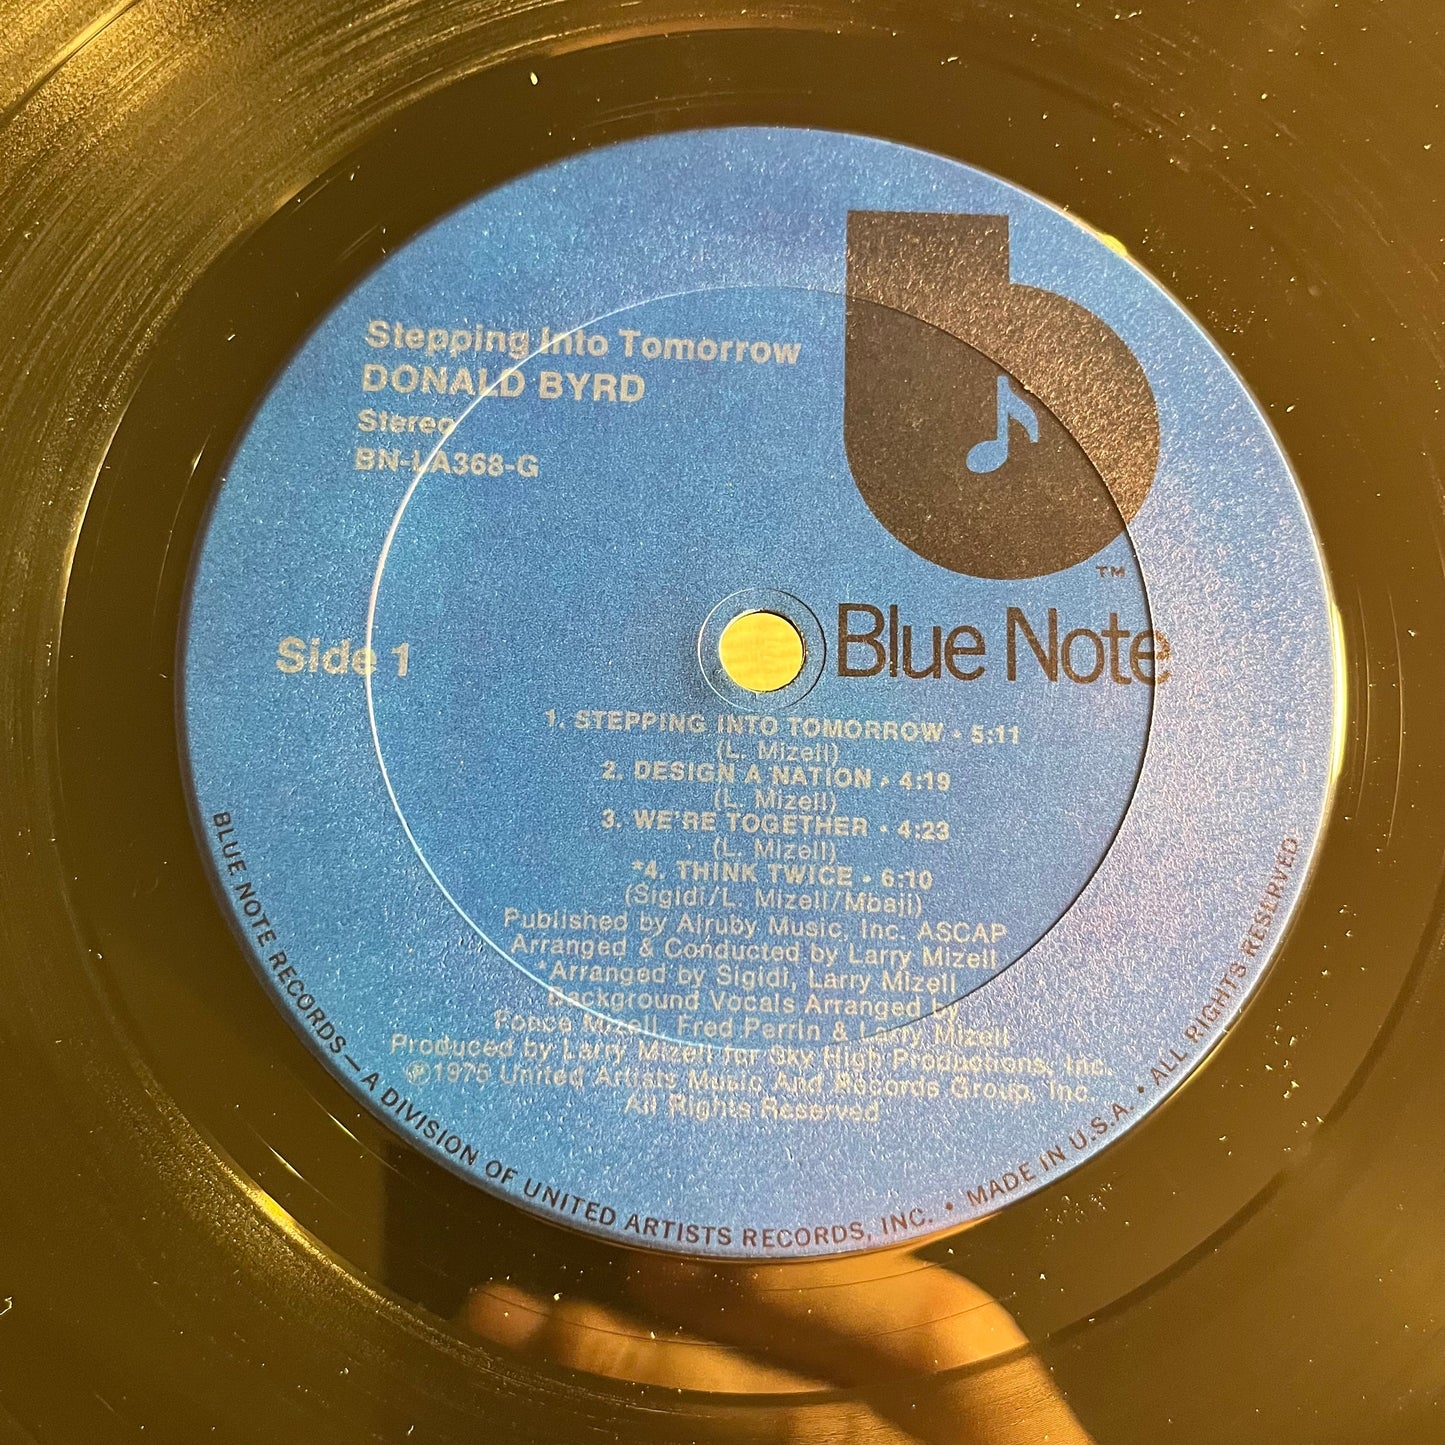 Stepping Into Tomorrow
DONALD BYRD
Stereo
BN-LA368-G
TM
Blue Note
Side 1
1. STEPPING INTO TOMORROW • 5:11
(L. Mizell)
2. DESIGN A NATION • 4:19
(L. Mizell)
3. WE'RE TOGETHER • 4:23
(L. Mizell)
*4. THINK TWICE • 6:10
(Sigidi/L. Mizell/Mbaji)
Published by Alruby Music, Inc. ASCAP
Arranged & Conducted by Larry Mizell
*Arranged by Sigidi, Larry Mizell
Background Vocals Arranged by
Fonce Mizell, Fred Perrin & Larry Mizell
Produced by Larry Mizell for Sky High Productions, Inc.
℗1975 United Artists Music And Records Group, Inc.
All Rights Reserved
BLUE NOTE RECORDS—A DIVISION OF UNITED ARTISTS RECORDS, INC. • MADE IN U.S.A. • ALL RIGHTS RESERVED